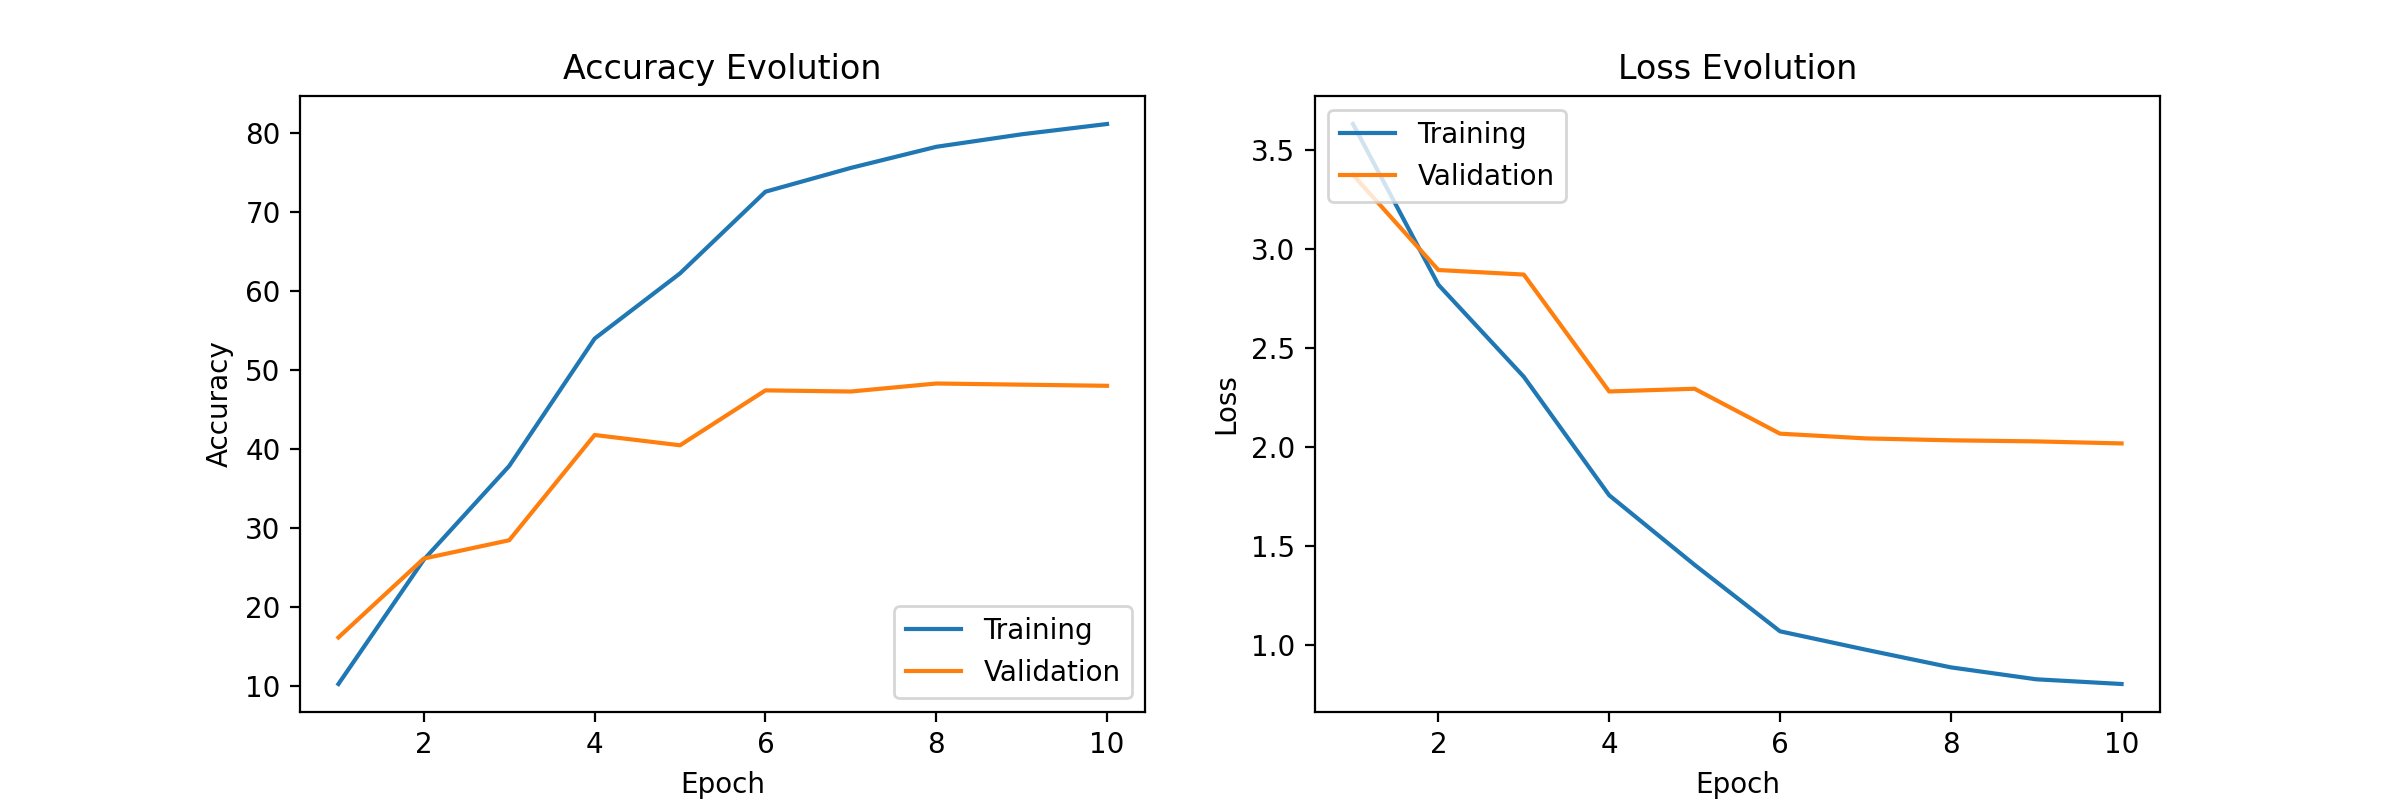 Accuracy Evolution
Accuracy
80
70
60
50
40
30
20
10
Training
Validation
2 4 6 8 10
Epoch
Loss Evolution
Loss
3.5
3.0
2.5
2.0
1.5
1.0
Training
Validation
2 4 6 8 10
Epoch